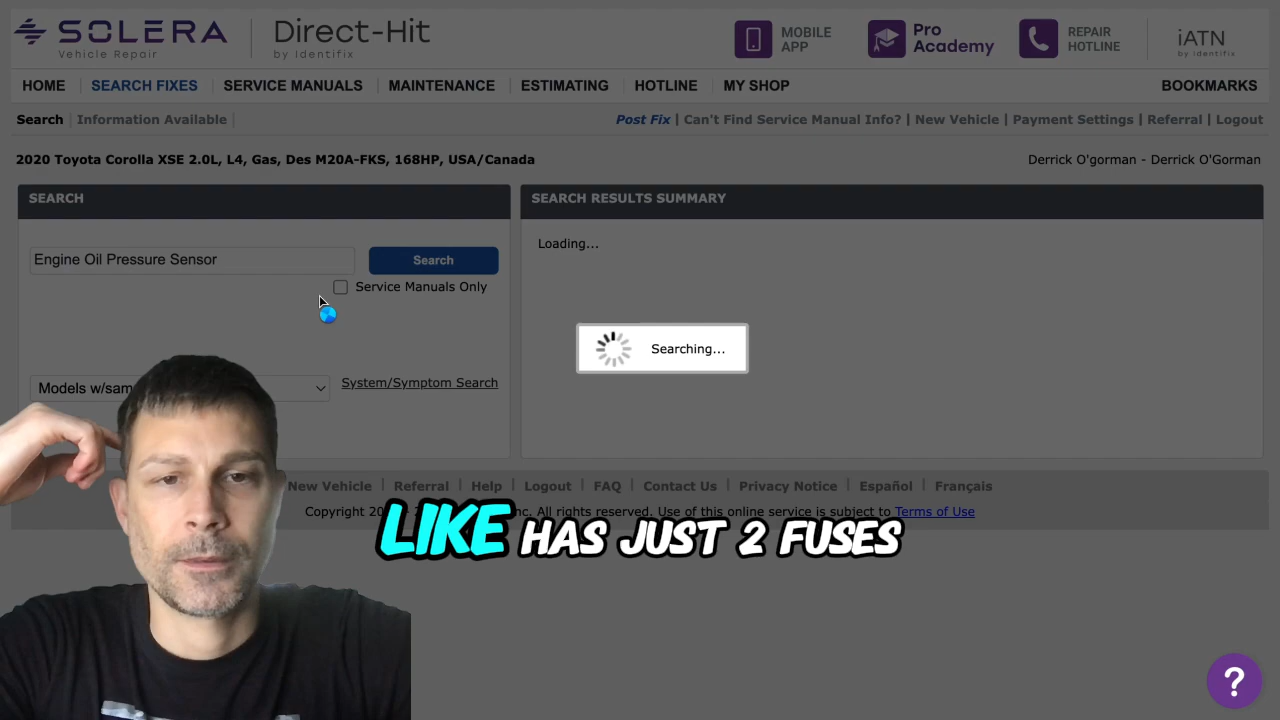 SOLERA
Vehicle Repair
Direct-Hit
by Identifix
MOBILE
APP
Pro
Academy
REPAIR
HOTLINE
iATN
by identifix
HOME SEARCH FIXES SERVICE MANUALS MAINTENANCE ESTIMATING HOTLINE MY SHOP BOOKMARKS
Search Information Available Post Fix | Can't Find Service Manual Info? | New Vehicle | Payment Settings | Referral | Logout
2020 Toyota Corolla XSE 2.0L, L4, Gas, Des M20A-FKS, 168HP, USA/Canada Derrick O'gorman - Derrick O'Gorman
SEARCH
Engine Oil Pressure Sensor Search
Service Manuals Only
Models w/sam System/Symptom Search
SEARCH RESULTS SUMMARY
Loading...
Searching...
New Vehicle | Referral | Help | Logout | FAQ | Contact Us | Privacy Notice | Español | Français
Copyright 20 nc. All rights reserved. Use of this online service is subject to Terms of Use
LIKE HAS JUST 2 FUSES
?